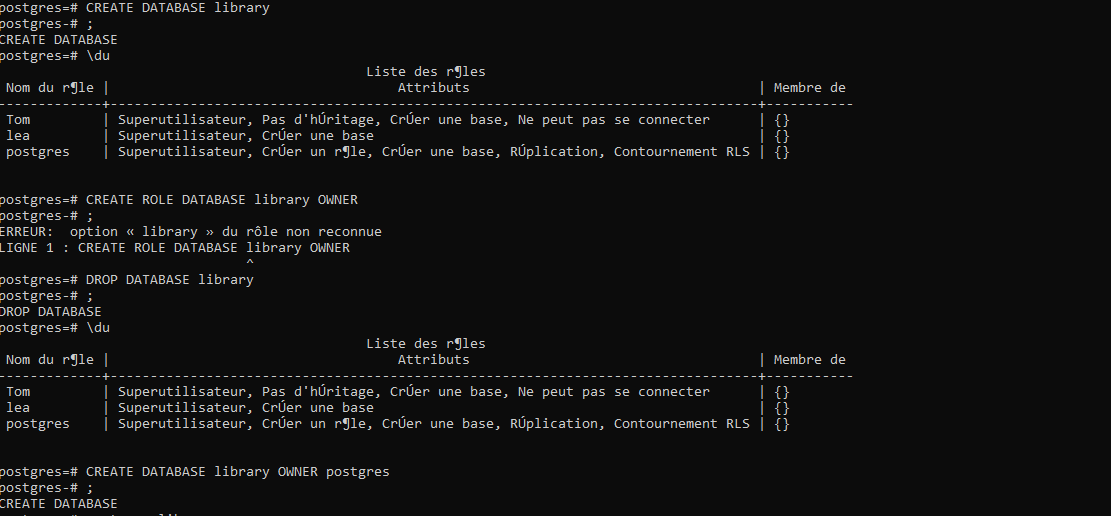 postgres=# CREATE DATABASE library
postgres-# ;
CREATE DATABASE
postgres=# \du
Liste des r¶les
Nom du r¶le | Attributs | Membre de
-------------+---------------------------------------------------------------------------------+-----------
Tom | Superutilisateur, Pas d'hÚritage, CrÚer une base, Ne peut pas se connecter | {}
lea | Superutilisateur, CrÚer une base | {}
postgres | Superutilisateur, CrÚer un r¶le, CrÚer une base, RÚplication, Contournement RLS | {}
postgres=# CREATE ROLE DATABASE library OWNER
postgres-# ;
ERREUR:  option « library » du rôle non reconnue
LIGNE 1 : CREATE ROLE DATABASE library OWNER
^
postgres=# DROP DATABASE library
postgres-# ;
DROP DATABASE
postgres=# \du
Liste des r¶les
Nom du r¶le | Attributs | Membre de
-------------+---------------------------------------------------------------------------------+-----------
Tom | Superutilisateur, Pas d'hÚritage, CrÚer une base, Ne peut pas se connecter | {}
lea | Superutilisateur, CrÚer une base | {}
postgres | Superutilisateur, CrÚer un r¶le, CrÚer une base, RÚplication, Contournement RLS | {}
postgres=# CREATE DATABASE library OWNER postgres
postgres-# ;
CREATE DATABASE